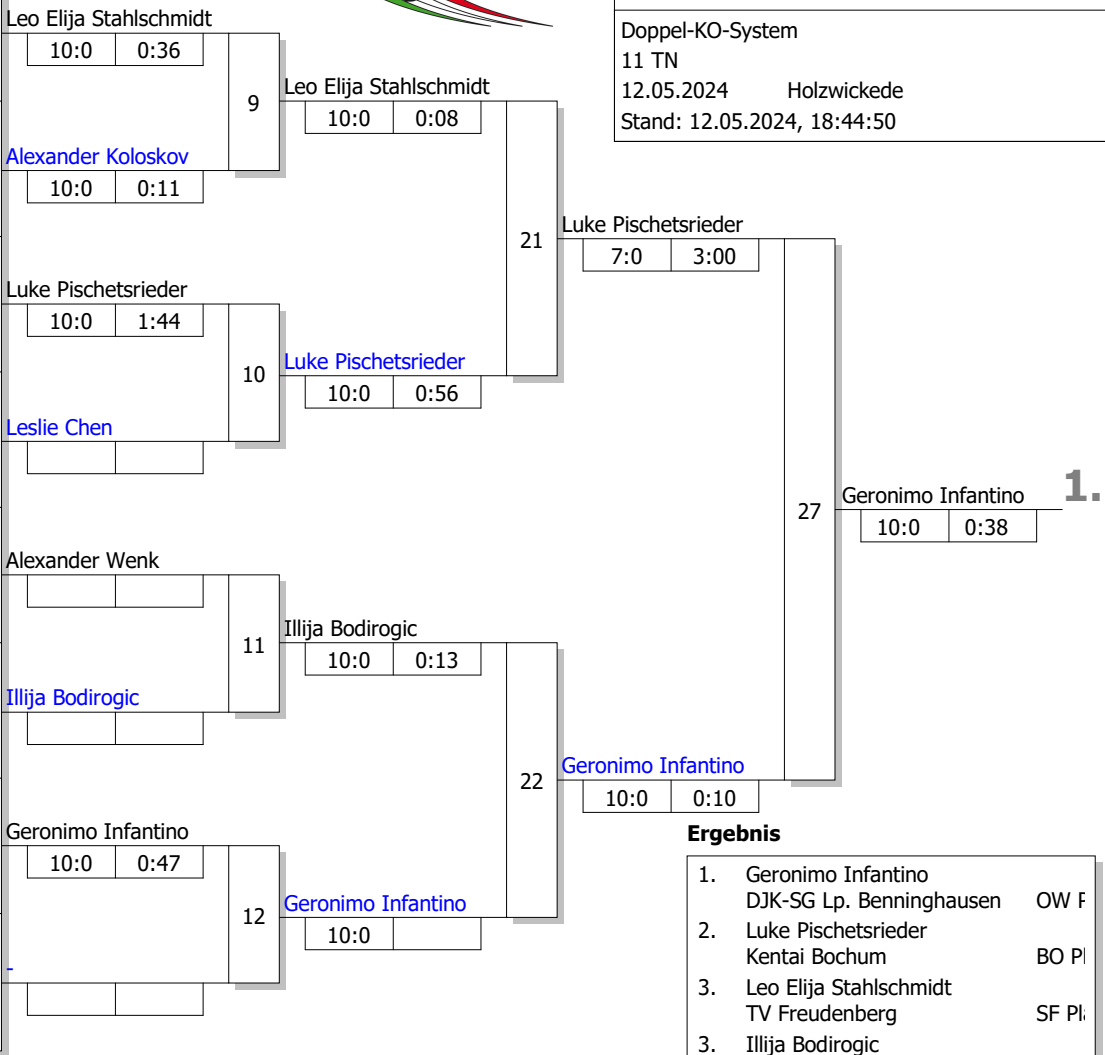 Leo Elija Stahlschmidt
10:0 0:36
Doppel-KO-System
11 TN
12.05.2024 Holzwickede
Stand: 12.05.2024, 18:44:50
9
Leo Elija Stahlschmidt
10:0 0:08
Alexander Koloskov
10:0 0:11
21
Luke Pischetsrieder
7:0 3:00
Luke Pischetsrieder
10:0 1:44
10
Luke Pischetsrieder
10:0 0:56
Leslie Chen
27
Geronimo Infantino
1.
10:0 0:38
Alexander Wenk
11
Illija Bodirogic
10:0 0:13
Illija Bodirogic
22
Geronimo Infantino
10:0 0:10
Geronimo Infantino
10:0 0:47
12
Geronimo Infantino
10:0
-
Ergebnis
1. Geronimo Infantino
DJK-SG Lp. Benninghausen OW
2. Luke Pischetsrieder
Kentai Bochum BO
3. Leo Elija Stahlschmidt
TV Freudenberg SF
3. Illija Bodirogic